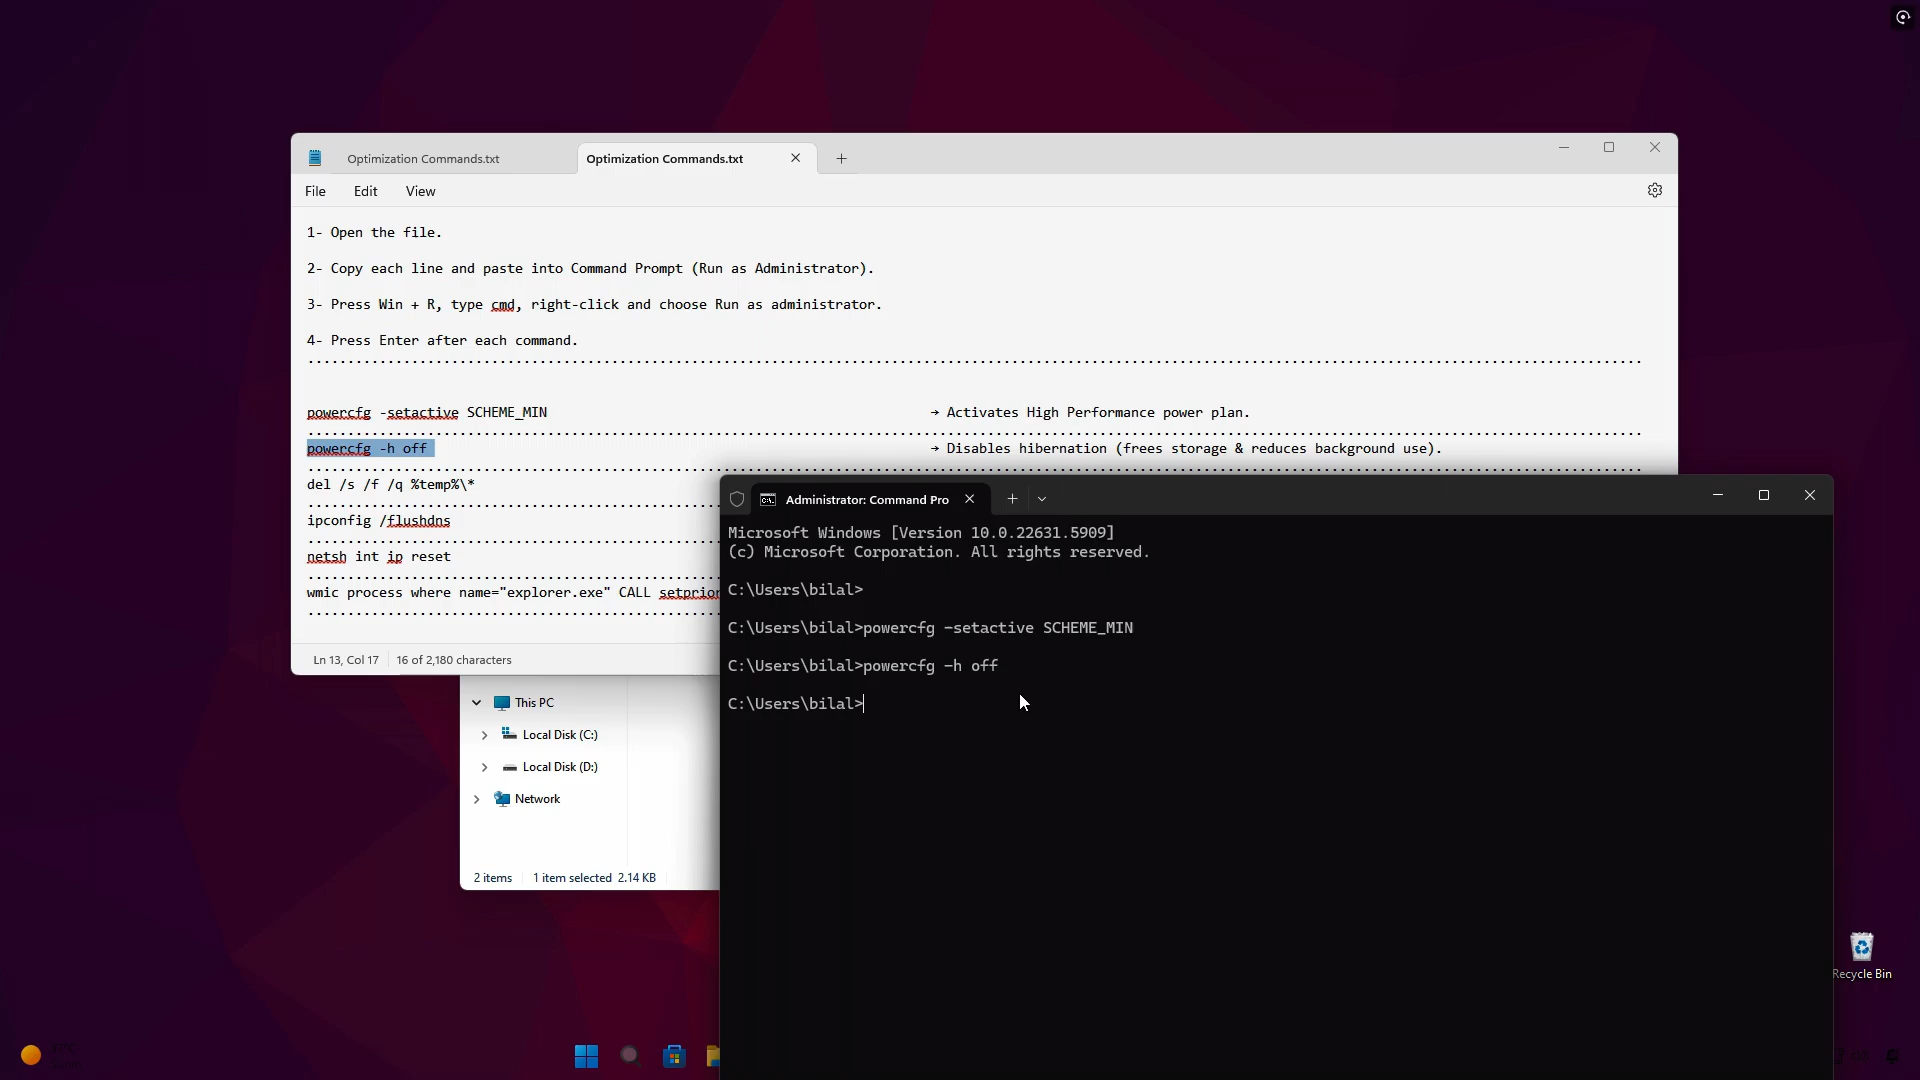 Optimization Commands.txt
Optimization Commands.txt
File Edit View
1- Open the file.
2- Copy each line and paste into Command Prompt (Run as Administrator).
3- Press Win + R, type cmd, right-click and choose Run as administrator.
4- Press Enter after each command.
powercfg -setactive SCHEME_MIN → Activates High Performance power plan.
powercfg -h off → Disables hibernation (frees storage & reduces background use).
del /s /f /q %temp%\*
ipconfig /flushdns
netsh int ip reset
wmic process where name="explorer.exe" CALL setprior
Ln 13, Col 17 16 of 2,180 characters
Administrator: Command Pro
Microsoft Windows [Version 10.0.22631.5909]
(c) Microsoft Corporation. All rights reserved.
C:\Users\bilal>
C:\Users\bilal>powercfg -setactive SCHEME_MIN
C:\Users\bilal>powercfg -h off
C:\Users\bilal>
This PC
Local Disk (C:)
Local Disk (D:)
Network
2 items 1 item selected 2.14 KB
Recycle Bin